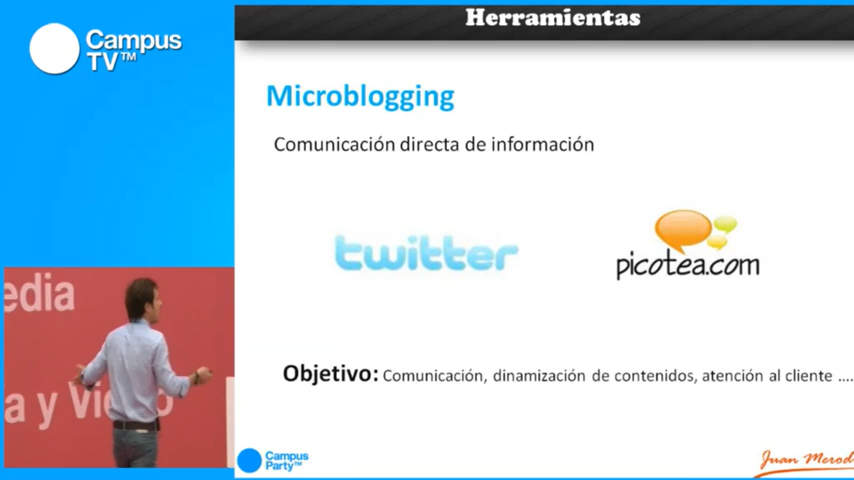 Campus
TV™
Herramientas
Microblogging
Comunicación directa de información
twitter
picotea.com
edia
a y Vi o
Objetivo: Comunicación, dinamización de contenidos, atención al cliente ....
Campus
Party™
Juan Merod